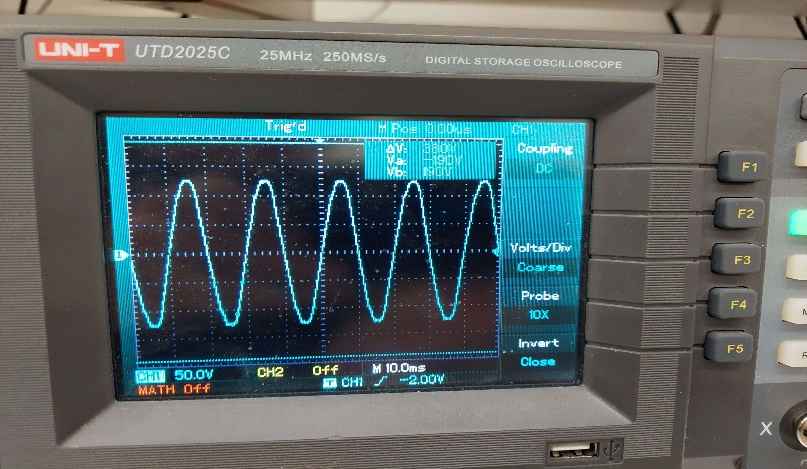 UNI-T UTD2025C 25MHz 250MS/s DIGITAL STORAGE OSCILLOSCOPE
Trig'd M Pos 0.00us CH1
ΔV: 380V
Va: -190V
Vb: 190V
Coupling
DC
Volts/Div
Coarse
Probe
10X
Invert
Close
1
CH1 50.0V CH2 Off M 10.0ms
MATH Off CH1 -2.00V
F1
F2
F3
F4
F5
X